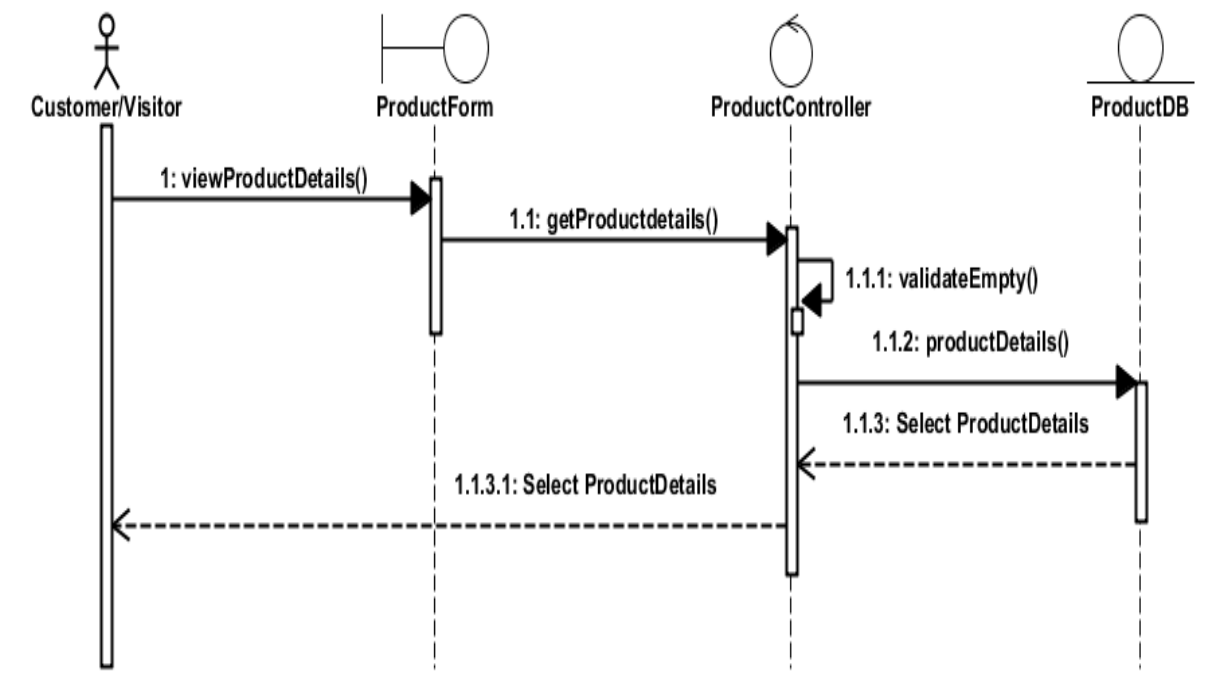 Customer/Visitor
ProductForm
ProductController
ProductDB
1: viewProductDetails()
1.1: getProductdetails()
1.1.1: validateEmpty()
1.1.2: productDetails()
1.1.3: Select ProductDetails
1.1.3.1: Select ProductDetails